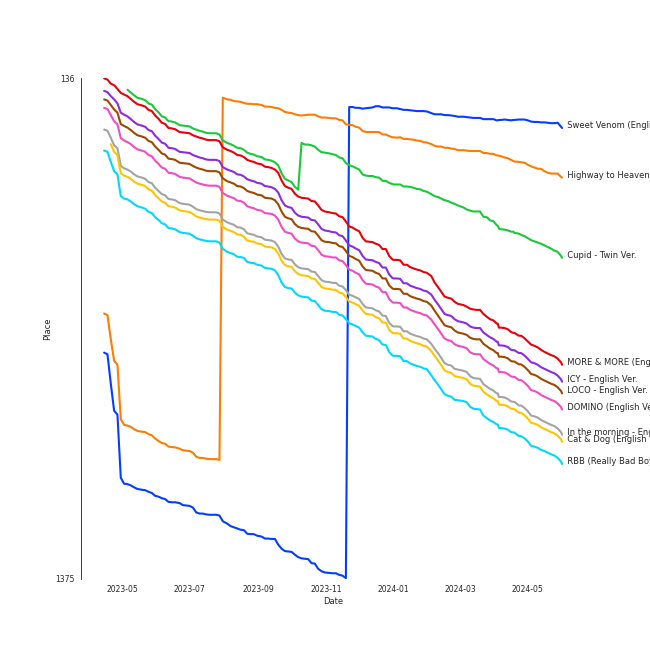 136
Sweet Venom (Engli
Highway to Heaven
Cupid - Twin Ver.
Place
MORE & MORE (Eng
ICY - English Ver.
LOCO - English Ver.
DOMINO (English Ve
In the morning - Eng
Cat & Dog (English
RBB (Really Bad Boy
1375
2023-05 2023-07 2023-09 2023-11 2024-01 2024-03 2024-05
Date